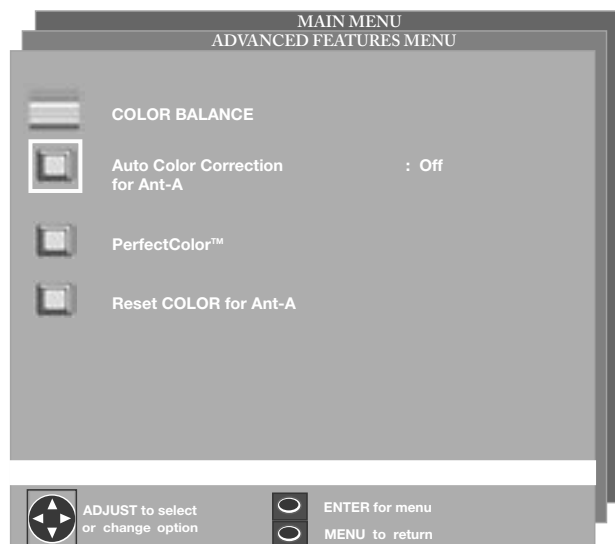 MAIN MENU
ADVANCED FEATURES MENU
COLOR BALANCE
Auto Color Correction : Off
for Ant-A
PerfectColor™
Reset COLOR for Ant-A
ADJUST to select
or change option
ENTER for menu
MENU to return